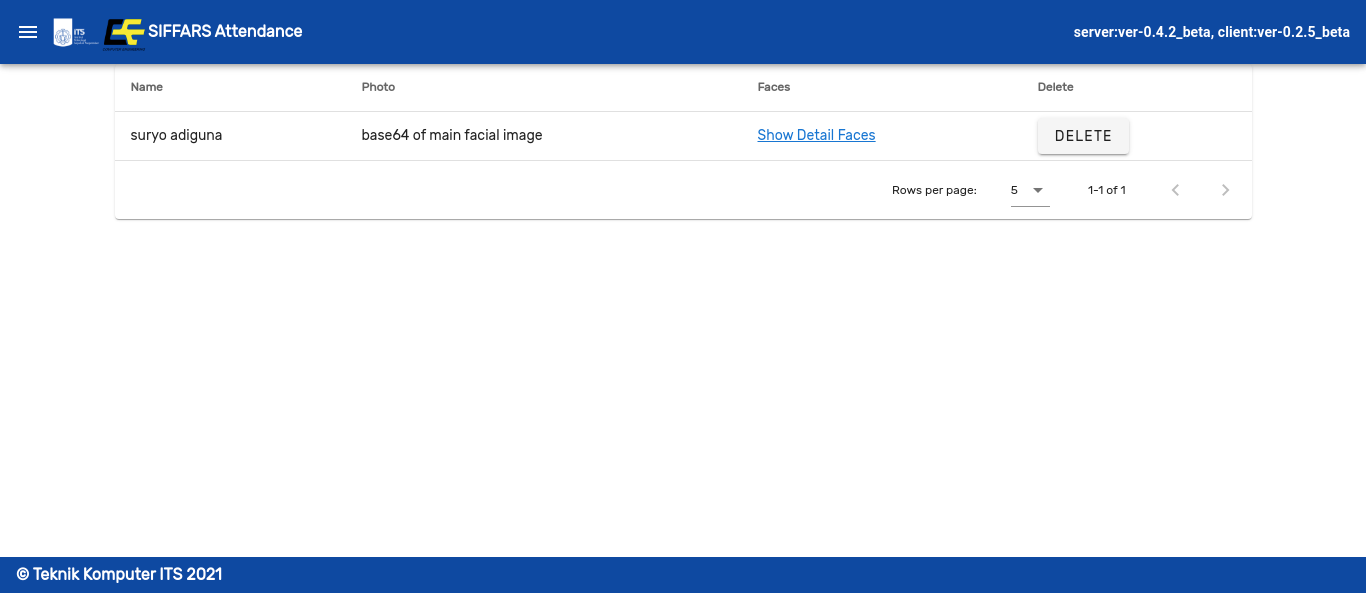 ITS
SIFFARS Attendance
server:ver-0.4.2_beta, client:ver-0.2.5_beta
Name Photo Faces Delete
suryo adiguna base64 of main facial image Show Detail Faces DELETE
Rows per page: 5 1-1 of 1
© Teknik Komputer ITS 2021